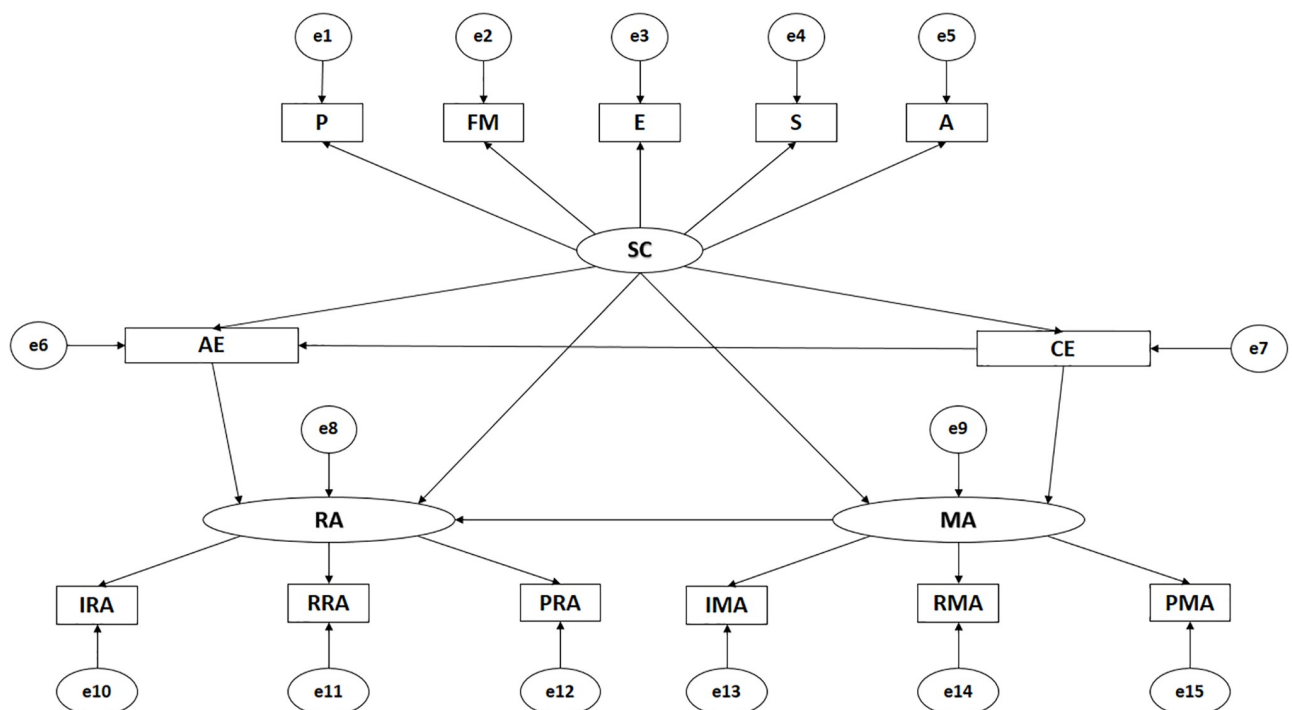 e1 e2 e3 e4 e5
P FM E S A
SC
e6 AE CE e7
e8 e9
RA MA
IRA RRA PRA IMA RMA PMA
e10 e11 e12 e13 e14 e15